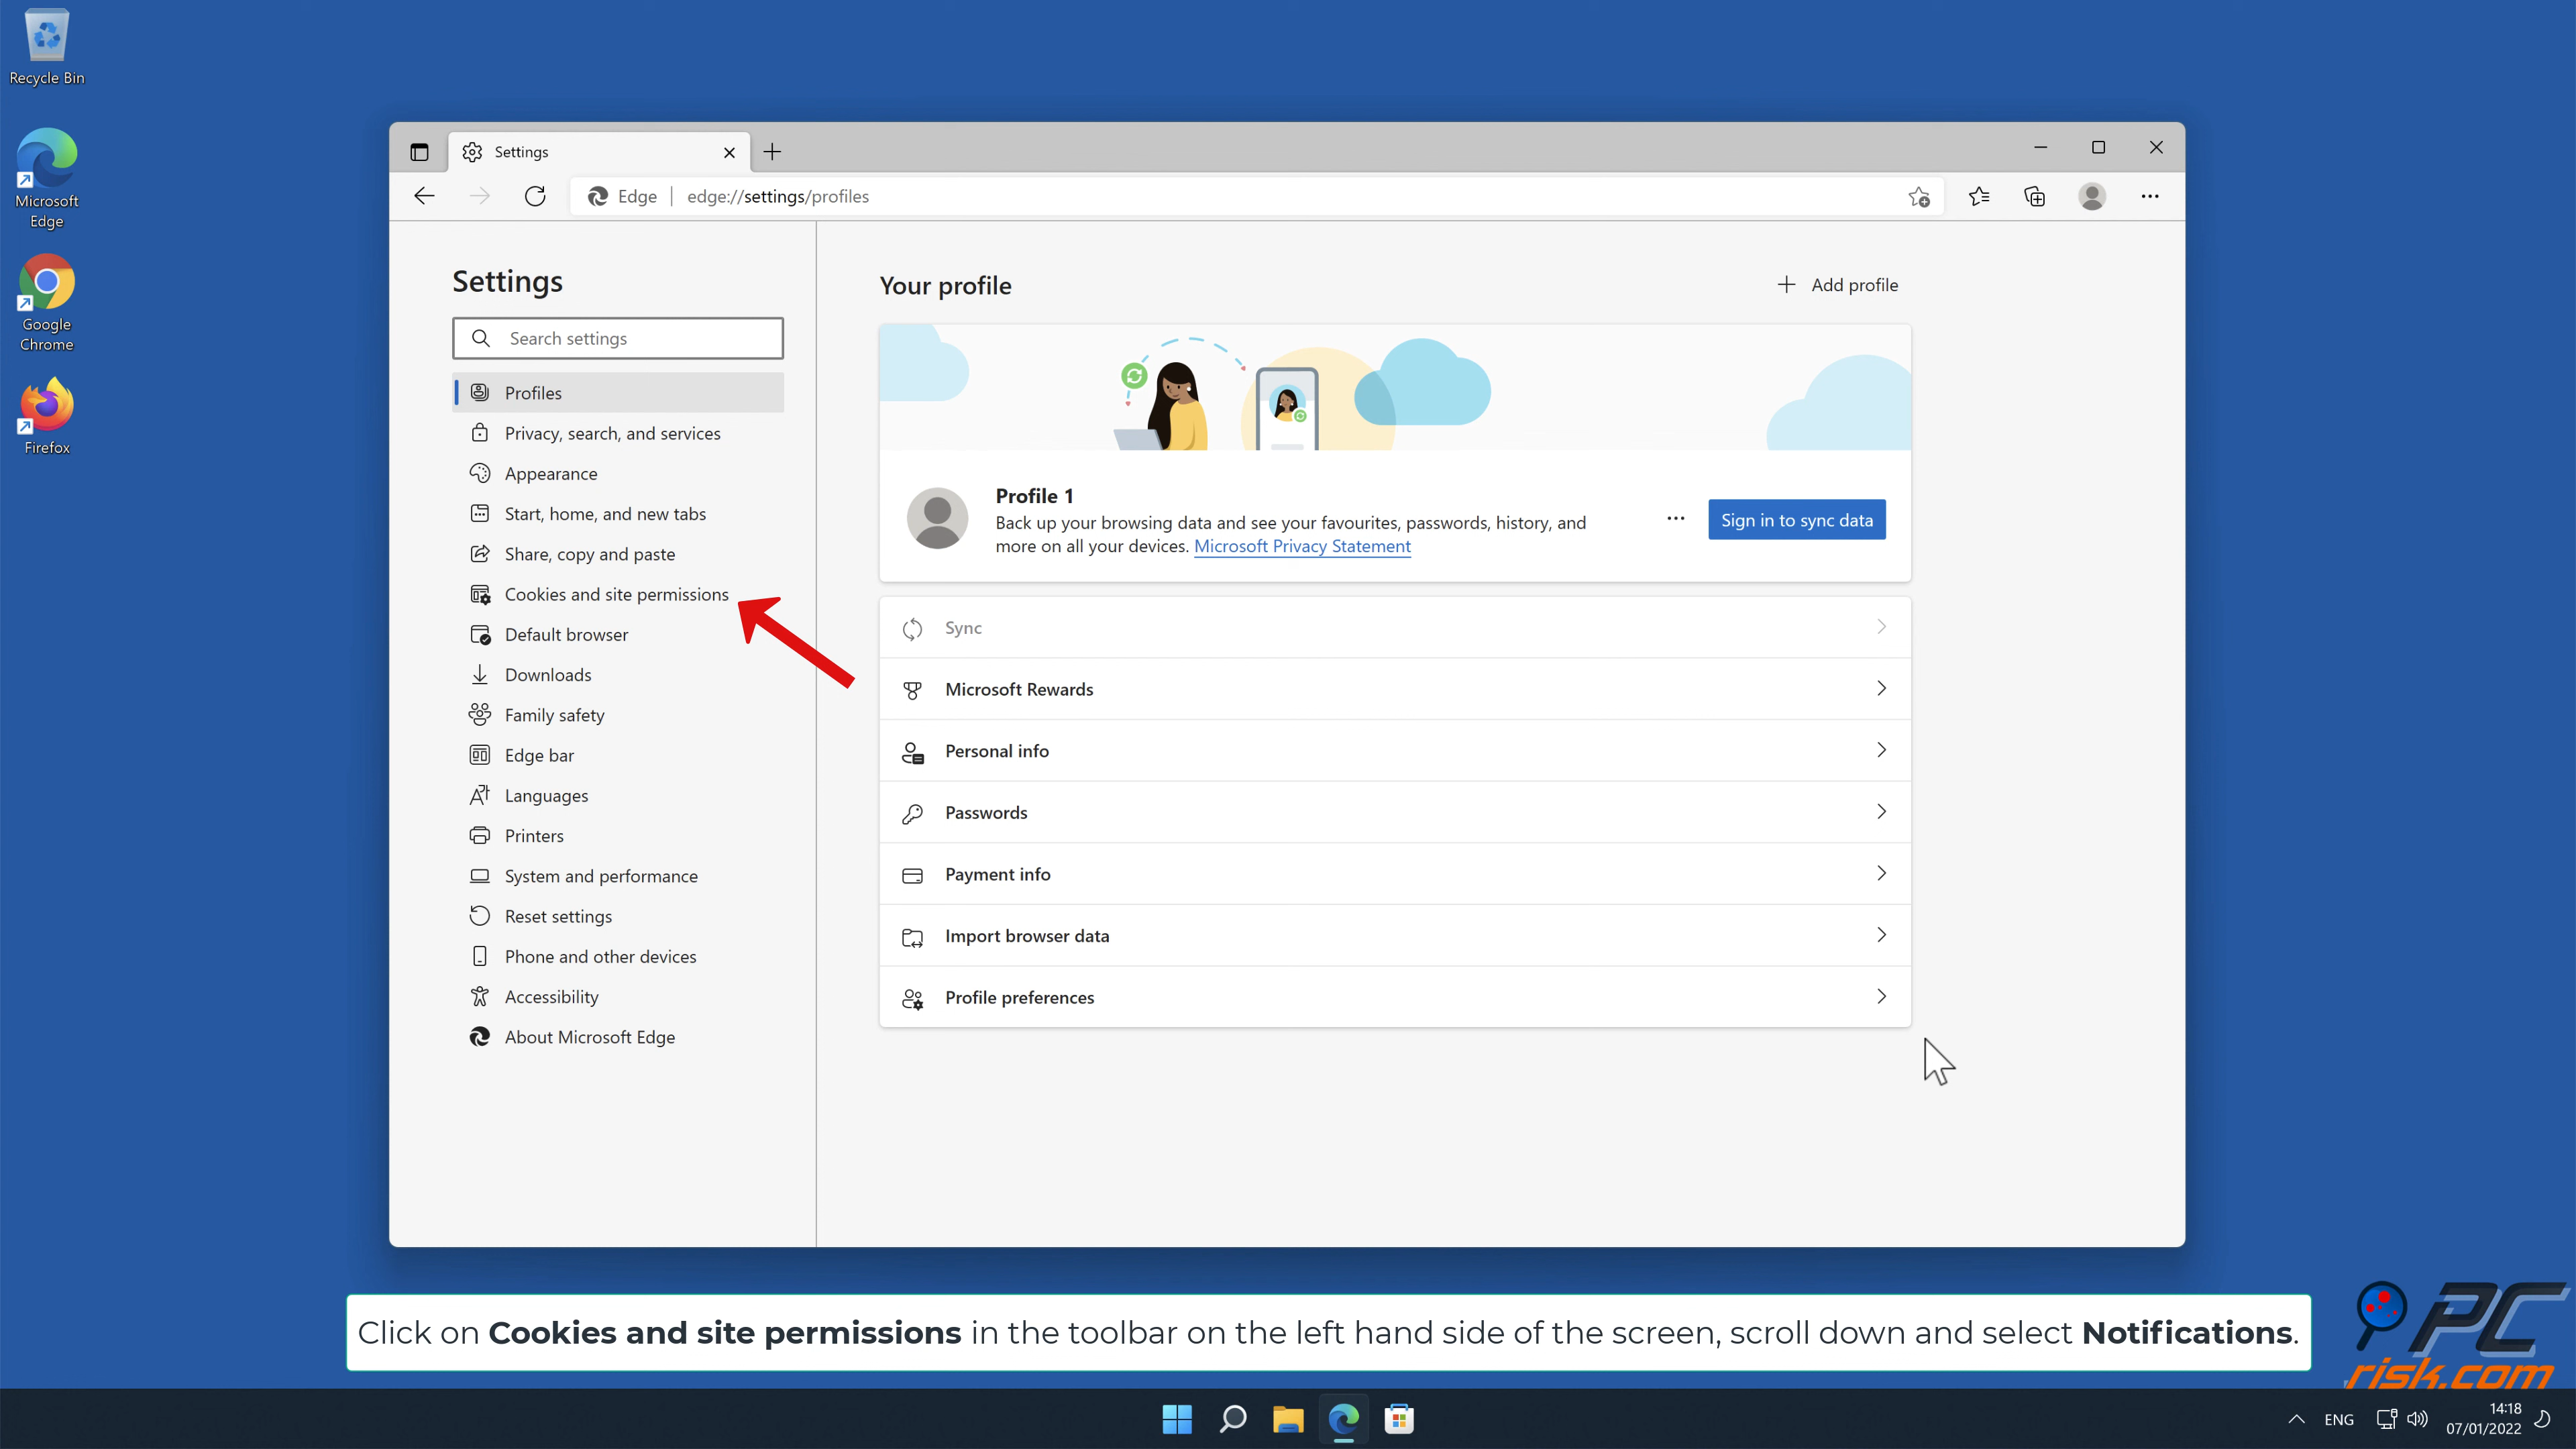 Recycle Bin
Microsoft
Edge
Google
Chrome
Firefox
Settings
Edge
edge://settings/profiles
Settings
Search settings
Profiles
Privacy, search, and services
Appearance
Start, home, and new tabs
Share, copy and paste
Cookies and site permissions
Default browser
Downloads
Family safety
Edge bar
Languages
Printers
System and performance
Reset settings
Phone and other devices
Accessibility
About Microsoft Edge
Your profile
Add profile
Profile 1
Back up your browsing data and see your favourites, passwords, history, and
more on all your devices. Microsoft Privacy Statement
Sign in to sync data
Sync
Microsoft Rewards
Personal info
Passwords
Payment info
Import browser data
Profile preferences
Click on Cookies and site permissions in the toolbar on the left hand side of the screen, scroll down and select Notifications.
PC
risk.com
ENG
14:18
07/01/2022